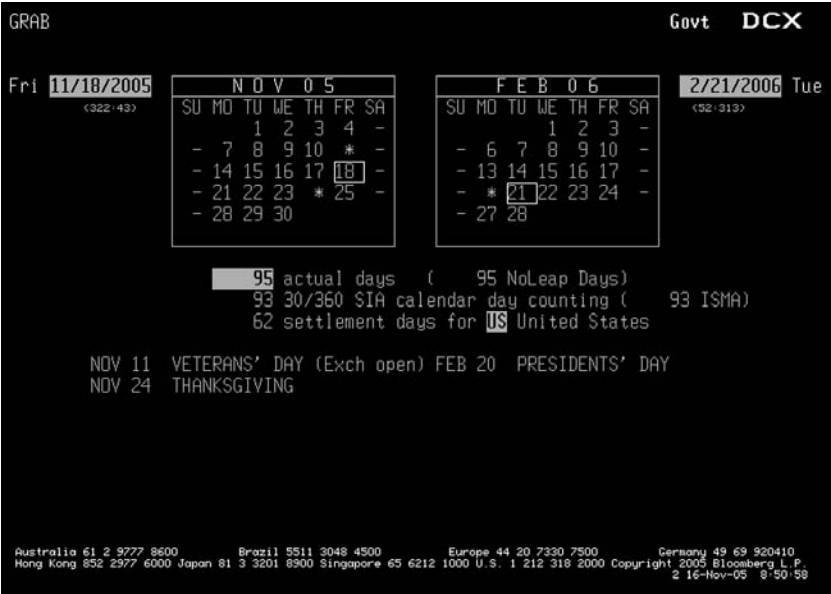 GRAB Govt DCX
Fri 11/18/2005 NOV 05 FEB 06 2/21/2006 Tue
(322:43) SU MO TU WE TH FR SA SU MO TU WE TH FR SA (52:313)
1 2 3 4 - 1 2 3 -
- 7 8 9 10 * - - 6 7 8 9 10 -
- 14 15 16 17 18 - - 13 14 15 16 17 -
- 21 22 23 * 25 - - * 21 22 23 24 -
- 28 29 30 - 27 28
95 actual days ( 95 NoLeap Days)
93 30/360 SIA calendar day counting ( 93 ISMA)
62 settlement days for US United States
NOV 11 VETERANS' DAY (Exch open) FEB 20 PRESIDENTS' DAY
NOV 24 THANKSGIVING
Australia 61 2 9777 8600 Brazil 5511 3048 4500 Europe 44 20 7330 7500 Germany 49 69 920410
Hong Kong 852 2977 6000 Japan 81 3 3201 8900 Singapore 65 6212 1000 U.S. 1 212 318 2000 Copyright 2005 Bloomberg L.P.
2 16-Nov-05 8:50:58